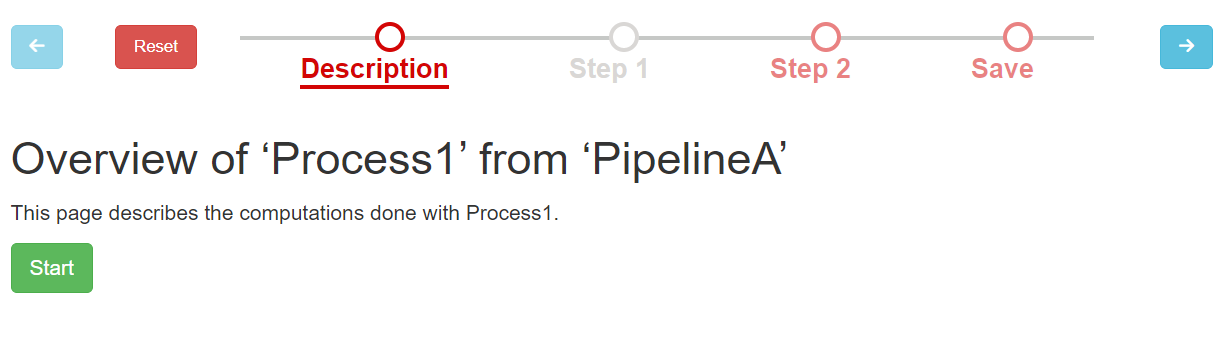 Reset
Description
Step 1
Step 2
Save
Overview of ‘Process1’ from ‘PipelineA’
This page describes the computations done with Process1.
Start